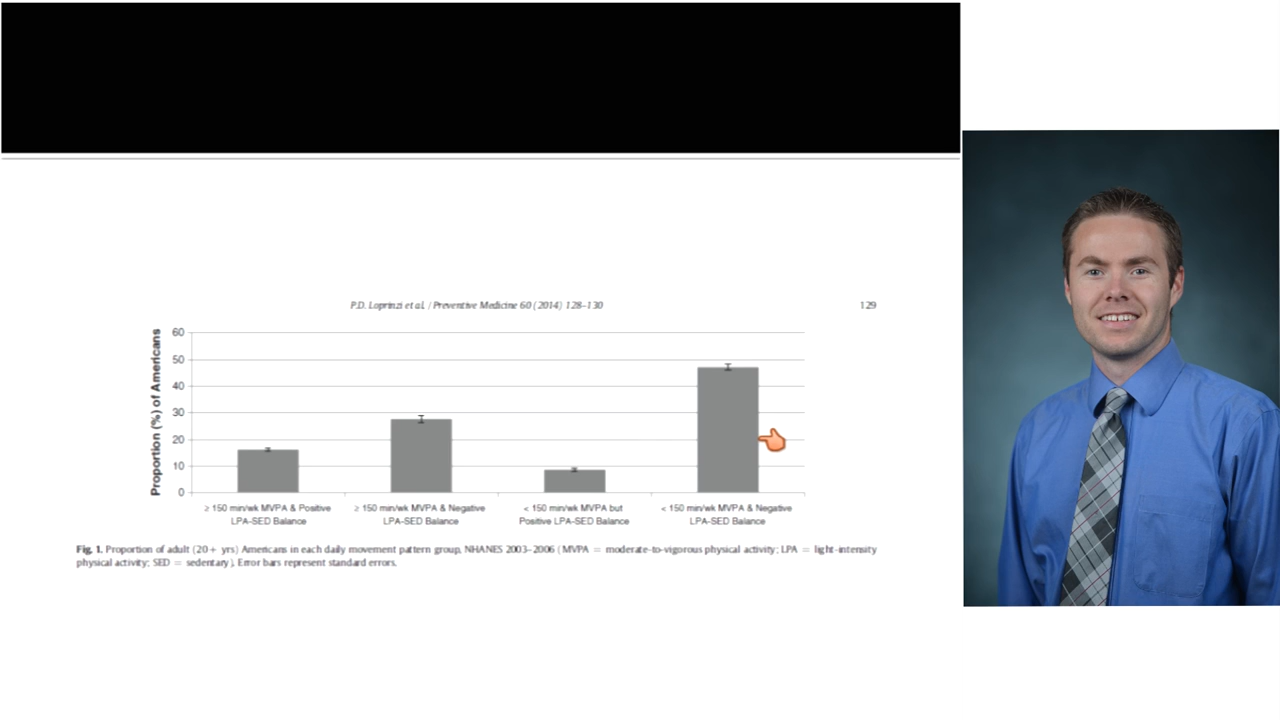 P.D. Loprinzi et al. / Preventive Medicine 60 (2014) 128–130
129
Proportion (%) of Americans
60
50
40
30
20
10
0
≥ 150 min/wk MVPA & Positive
LPA-SED Balance
≥ 150 min/wk MVPA & Negative
LPA-SED Balance
< 150 min/wk MVPA but
Positive LPA-SED Balance
< 150 min/wk MVPA & Negative
LPA-SED Balance
Fig. 1. Proportion of adult (20+ yrs) Americans in each daily movement pattern group, NHANES 2003–2006 (MVPA = moderate-to-vigorous physical activity; LPA = light-intensity
physical activity; SED = sedentary). Error bars represent standard errors.